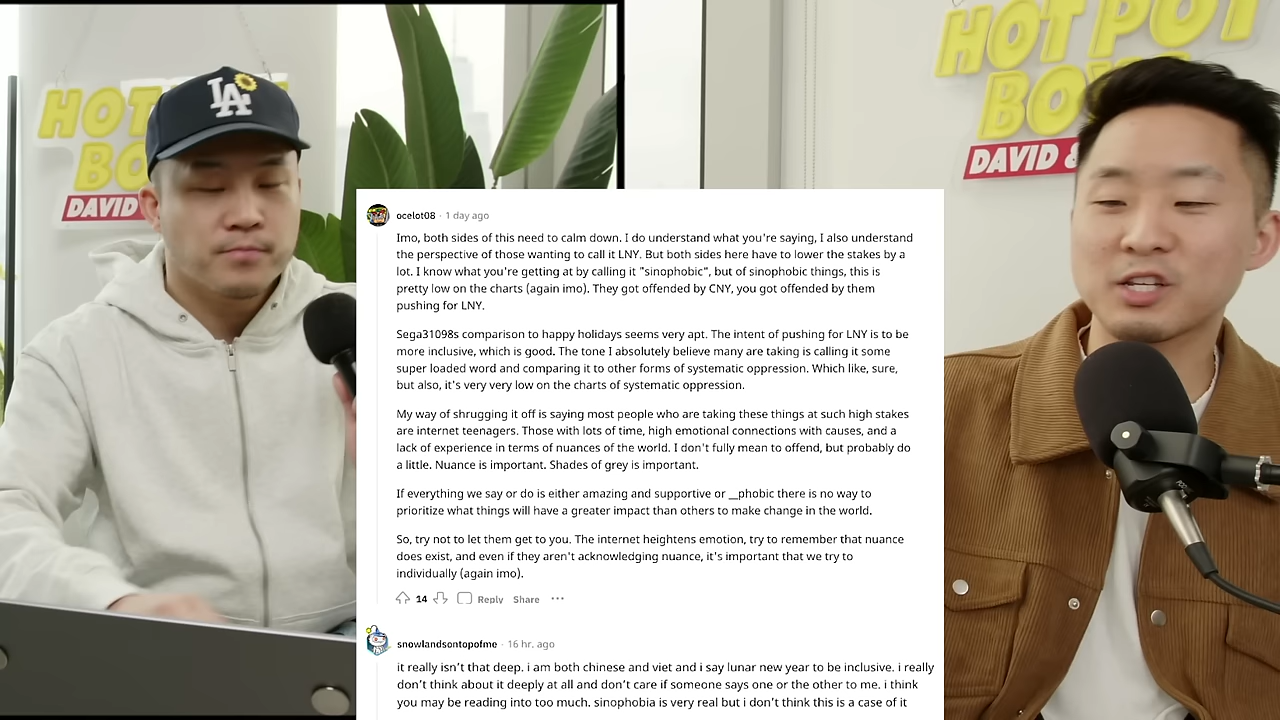 HOT
BO
DAVID
LA
HOT POT
BOY
DAVID &
ocelot08 · 1 day ago
Imo, both sides of this need to calm down. I do understand what you're saying, I also understand
the perspective of those wanting to call it LNY. But both sides here have to lower the stakes by a
lot. I know what you're getting at by calling it "sinophobic", but of sinophobic things, this is
pretty low on the charts (again imo). They got offended by CNY, you got offended by them
pushing for LNY.
Sega31098s comparison to happy holidays seems very apt. The intent of pushing for LNY is to be
more inclusive, which is good. The tone I absolutely believe many are taking is calling it some
super loaded word and comparing it to other forms of systematic oppression. Which like, sure,
but also, it's very very low on the charts of systematic oppression.
My way of shrugging it off is saying most people who are taking these things at such high stakes
are internet teenagers. Those with lots of time, high emotional connections with causes, and a
lack of experience in terms of nuances of the world. I don't fully mean to offend, but probably do
a little. Nuance is important. Shades of grey is important.
If everything we say or do is either amazing and supportive or __phobic there is no way to
prioritize what things will have a greater impact than others to make change in the world.
So, try not to let them get to you. The internet heightens emotion, try to remember that nuance
does exist, and even if they aren't acknowledging nuance, it's important that we try to
individually (again imo).
14 Reply Share ···
snowlandsontopofme · 16 hr. ago
it really isn't that deep. i am both chinese and viet and i say lunar new year to be inclusive. i really
don't think about it deeply at all and don't care if someone says one or the other to me. i think
you may be reading into too much. sinophobia is very real but i don't think this is a case of it